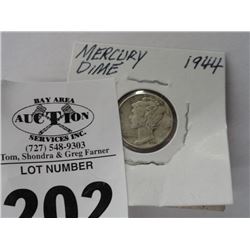 BAY AREA
AUCTION
SERVICES INC.
(727) 548-9303
Tom, Shondra & Greg Farner
LOT NUMBER
202
MERCURY
DIME
1944